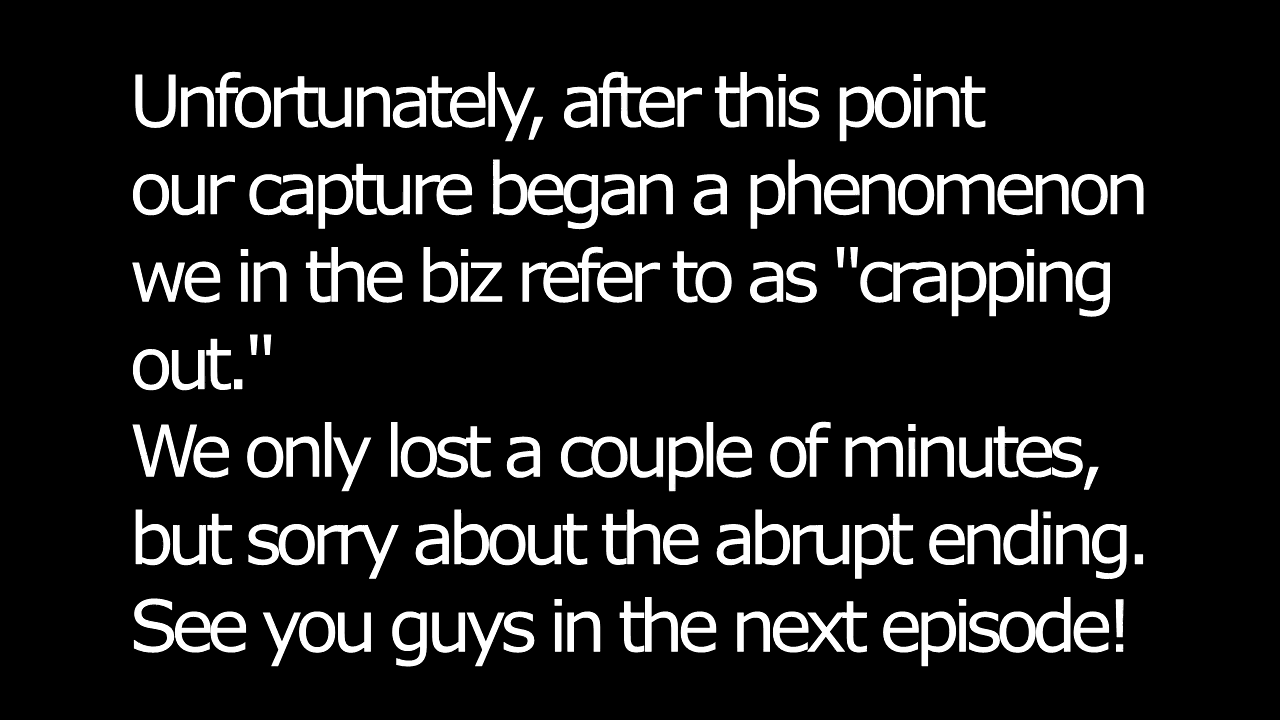 Unfortunately, after this point
our capture began a phenomenon
we in the biz refer to as "crapping
out."
We only lost a couple of minutes,
but sorry about the abrupt ending.
See you guys in the next episode!